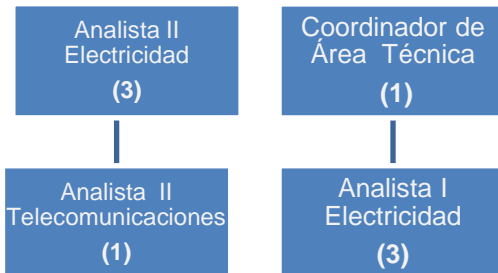 Analista II
Electricidad
(3)
Coordinador de
Área Técnica
(1)
Analista II
Telecomunicaciones
(1)
Analista I
Electricidad
(3)